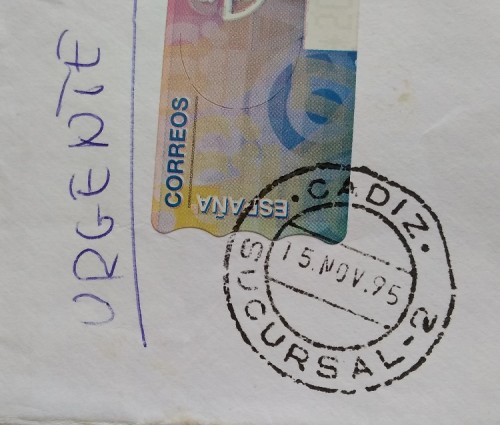 URGENTE
CORREOS
ESPAÑA
·CADIZ·
15.NOV.95
SUCURSAL-2